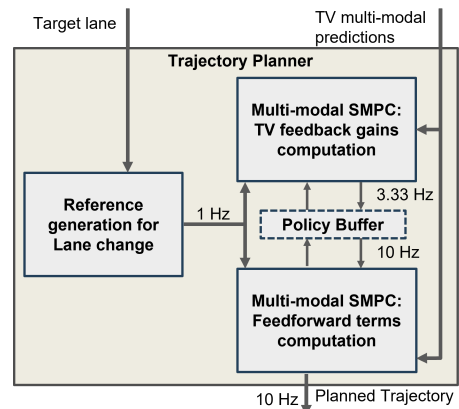 Target lane
TV multi-modal
predictions
Trajectory Planner
Multi-modal SMPC:
TV feedback gains
computation
Reference
generation for
Lane change
1 Hz
3.33 Hz
Policy Buffer
10 Hz
Multi-modal SMPC:
Feedforward terms
computation
10 Hz
Planned Trajectory